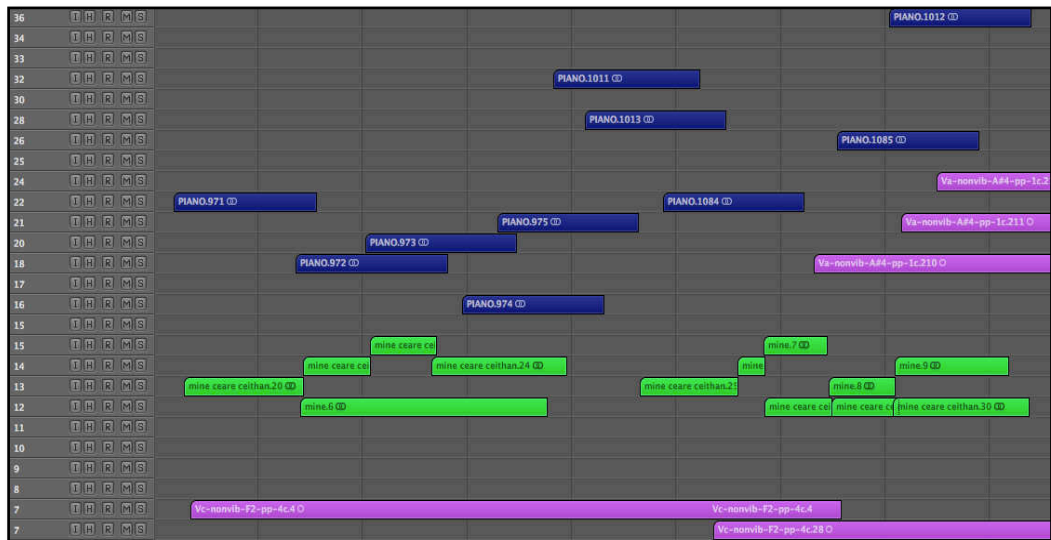 36 I H R M S PIANO.1012
34 I H R M S
33 I H R M S
32 I H R M S PIANO.1011
30 I H R M S
28 I H R M S PIANO.1013
26 I H R M S PIANO.1085
25 I H R M S
24 I H R M S Va-nonvib-A#4-pp-1c.2
22 I H R M S PIANO.971 PIANO.1084
21 I H R M S PIANO.975 Va-nonvib-A#4-pp-1c.211
20 I H R M S PIANO.973
18 I H R M S PIANO.972 Va-nonvib-A#4-pp-1c.210
17 I H R M S
16 I H R M S PIANO.974
15 I H R M S
15 I H R M S mine ceare cei mine.7
14 I H R M S mine ceare cei mine ceare ceithan.24 mine mine.9
13 I H R M S mine ceare ceithan.20 mine ceare ceithan.25 mine.8
12 I H R M S mine.6 mine ceare cei mine ceare ce mine ceare ceithan.30
11 I H R M S
10 I H R M S
9 I H R M S
8 I H R M S
7 I H R M S Vc-nonvib-F2-pp-4c.4 Vc-nonvib-F2-pp-4c.4
7 I H R M S Vc-nonvib-F2-pp-4c.28